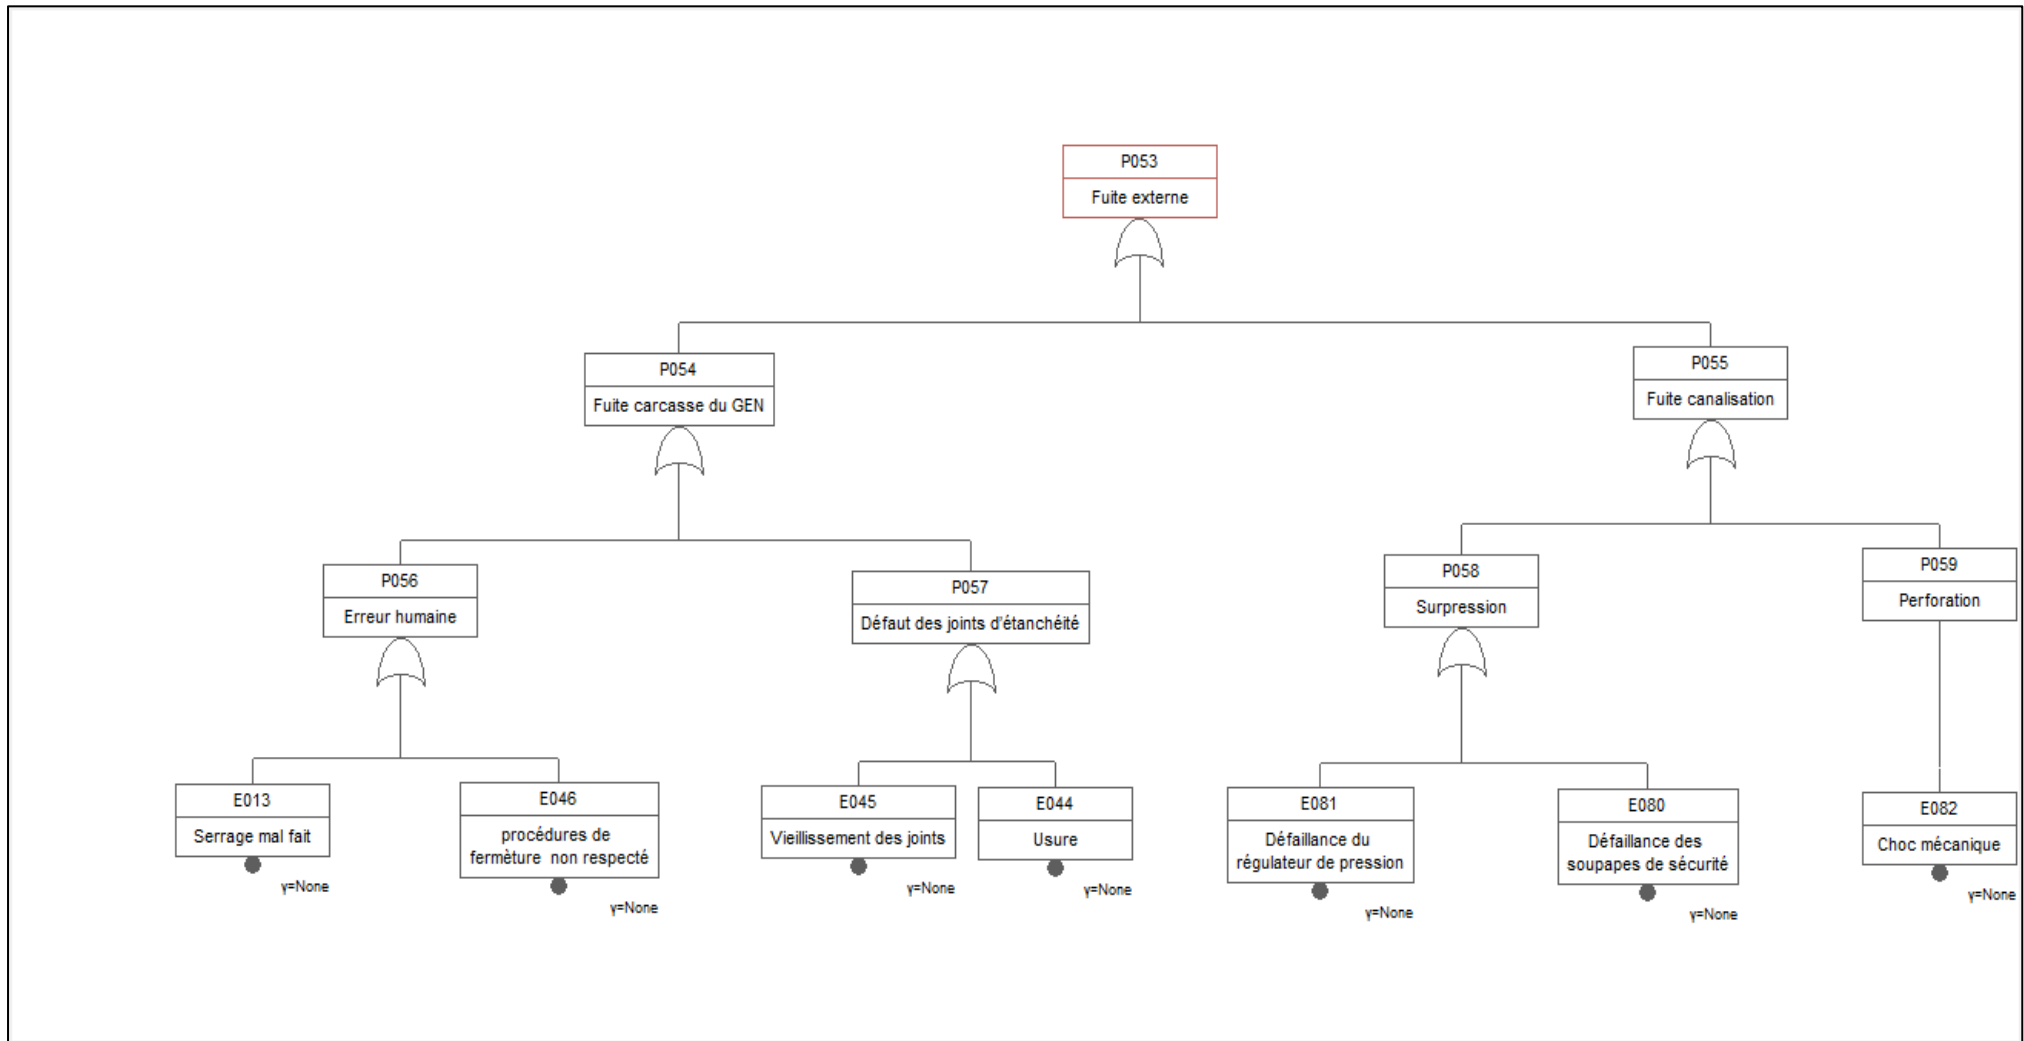 P053
Fuite externe
P054
Fuite carcasse du GEN
P055
Fuite canalisation
P056
Erreur humaine
P057
Défaut des joints d'étanchéité
P058
Surpression
P059
Perforation
E013
Serrage mal fait
γ=None
E046
procédures de
fermèture non respecté
γ=None
E045
Vieillissement des joints
γ=None
E044
Usure
γ=None
E081
Défaillance du
régulateur de pression
γ=None
E080
Défaillance des
soupapes de sécurité
γ=None
E082
Choc mécanique
γ=None